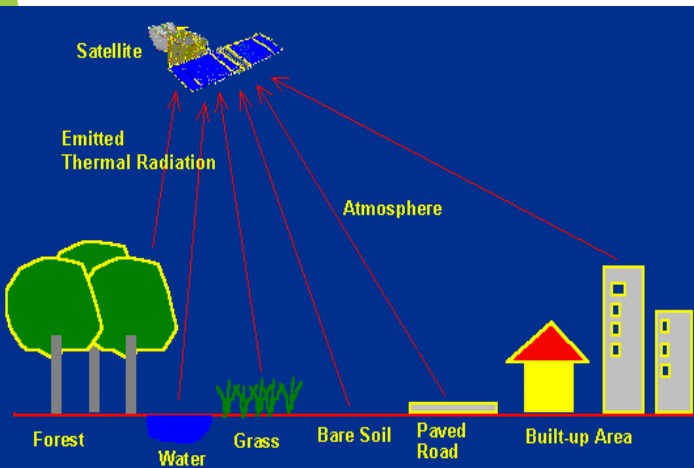 Satellite
Emitted
Thermal Radiation
Atmosphere
Forest
Water
Grass
Bare Soil
Paved
Road
Built-up Area